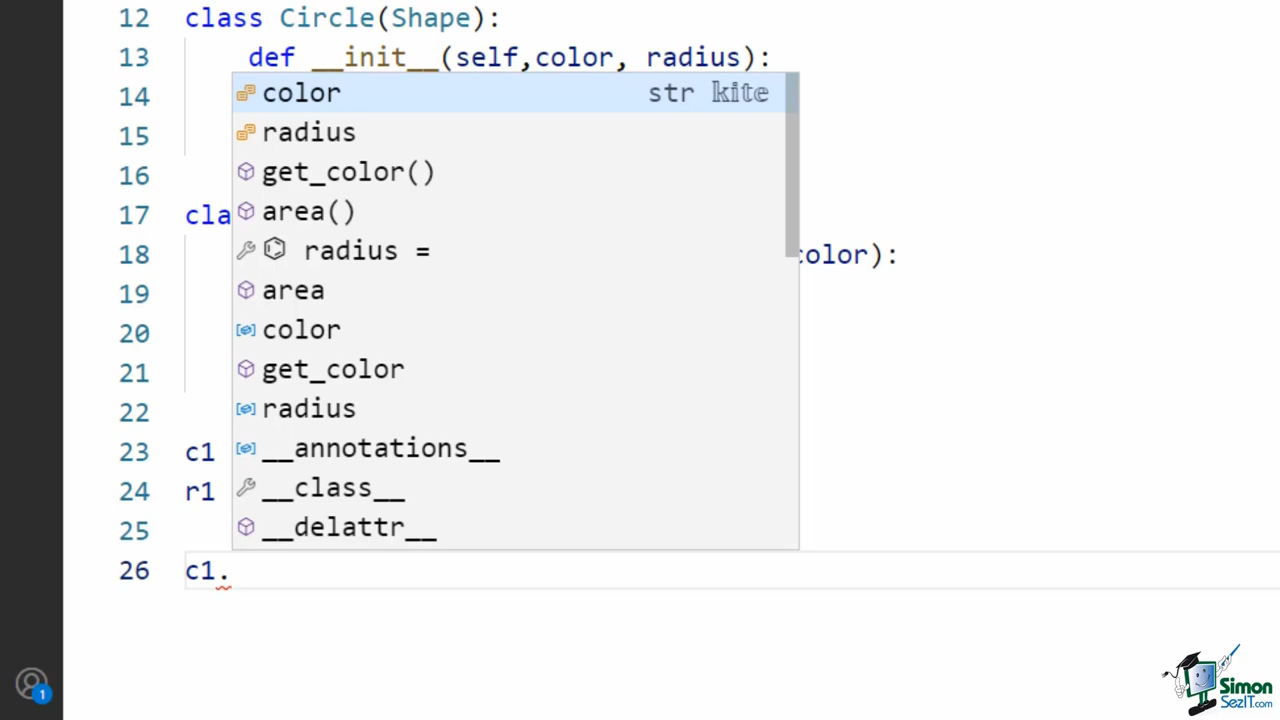 12 class Circle(Shape):
13 def __init__(self,color, radius):
14 color str kite
15 radius
16 get_color()
17 cla area()
18 radius = color):
19 area
20 color
21 get_color
22 radius
23 c1 __annotations__
24 r1 __class__
25 __delattr__
26 c1.
1
Simon
SezIT.com